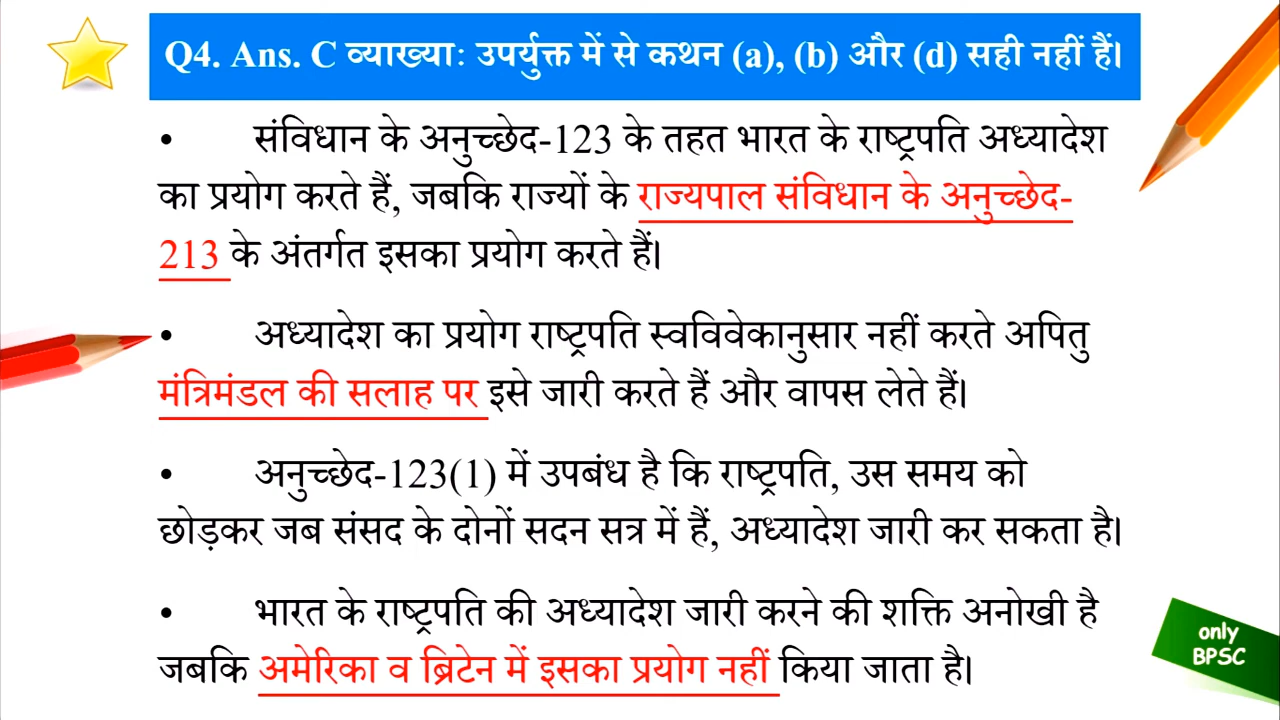 Q4. Ans. C व्याख्याः उपर्युक्त में से कथन (a), (b) और (d) सही नहीं हैं।
• संविधान के अनुच्छेद-123 के तहत भारत के राष्ट्रपति अध्यादेश
का प्रयोग करते हैं, जबकि राज्यों के राज्यपाल संविधान के अनुच्छेद-
213 के अंतर्गत इसका प्रयोग करते हैं।
• अध्यादेश का प्रयोग राष्ट्रपति स्वविवेकानुसार नहीं करते अपितु
मंत्रिमंडल की सलाह पर इसे जारी करते हैं और वापस लेते हैं।
• अनुच्छेद-123(1) में उपबंध है कि राष्ट्रपति, उस समय को
छोड़कर जब संसद के दोनों सदन सत्र में हैं, अध्यादेश जारी कर सकता है।
• भारत के राष्ट्रपति की अध्यादेश जारी करने की शक्ति अनोखी है
जबकि अमेरिका व ब्रिटेन में इसका प्रयोग नहीं किया जाता है।
only
BPSC